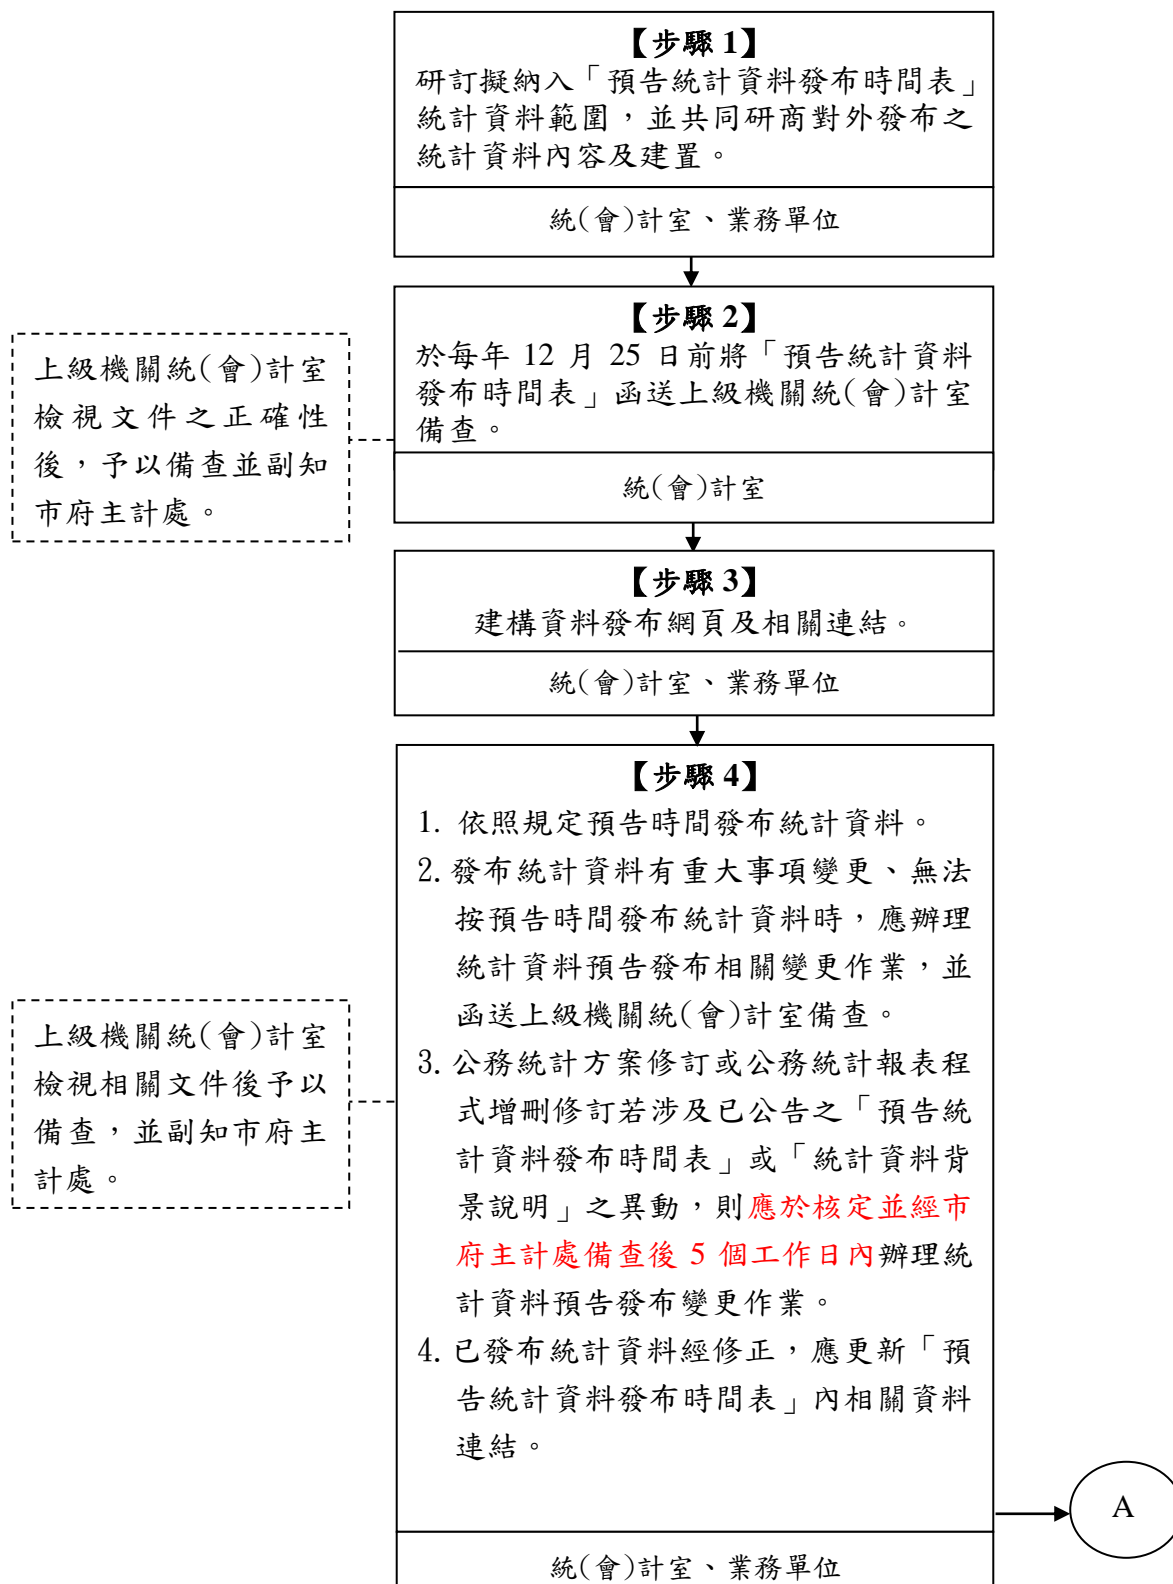 【步驟 1】
研訂擬納入「預告統計資料發布時間表」
統計資料範圍，並共同研商對外發布之
統計資料內容及建置。
統(會)計室、業務單位
【步驟 2】
於每年 12 月 25 日前將「預告統計資料
發布時間表」函送上級機關統(會)計室
備查。
統(會)計室
上級機關統(會)計室
檢視文件之正確性
後，予以備查並副知
市府主計處。
【步驟 3】
建構資料發布網頁及相關連結。
統(會)計室、業務單位
【步驟 4】
1. 依照規定預告時間發布統計資料。
2. 發布統計資料有重大事項變更、無法
按預告時間發布統計資料時，應辦理
統計資料預告發布相關變更作業，並
函送上級機關統(會)計室備查。
3. 公務統計方案修訂或公務統計報表程
式增刪修訂若涉及已公告之「預告統
計資料發布時間表」或「統計資料背
景說明」之異動，則應於核定並經市
府主計處備查後 5 個工作日內辦理統
計資料預告發布變更作業。
4. 已發布統計資料經修正，應更新「預
告統計資料發布時間表」內相關資料
連結。
統(會)計室、業務單位
上級機關統(會)計室
檢視相關文件後予以
備查，並副知市府主
計處。
A